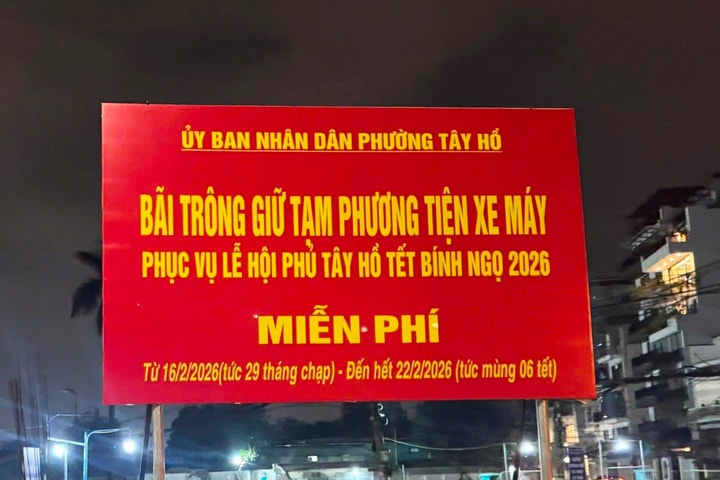 ỦY BAN NHÂN DÂN PHƯỜNG TÂY HỒ
BÃI TRÔNG GIỮ TẠM PHƯƠNG TIỆN XE MÁY
PHỤC VỤ LỄ HỘI PHỦ TÂY HỒ TẾT BÍNH NGỌ 2026
MIỄN PHÍ
Từ 16/2/2026(tức 29 tháng chạp) - Đến hết 22/2/2026 (tức mùng 06 tết)